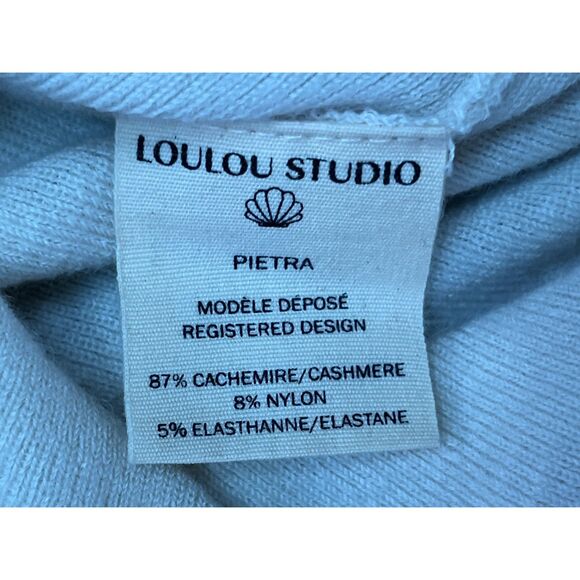 LOULOU STUDIO
PIETRA
MODÈLE DÉPOSÉ
REGISTERED DESIGN
87% CACHEMIRE/CASHMERE
8% NYLON
5% ELASTHANNE/ELASTANE